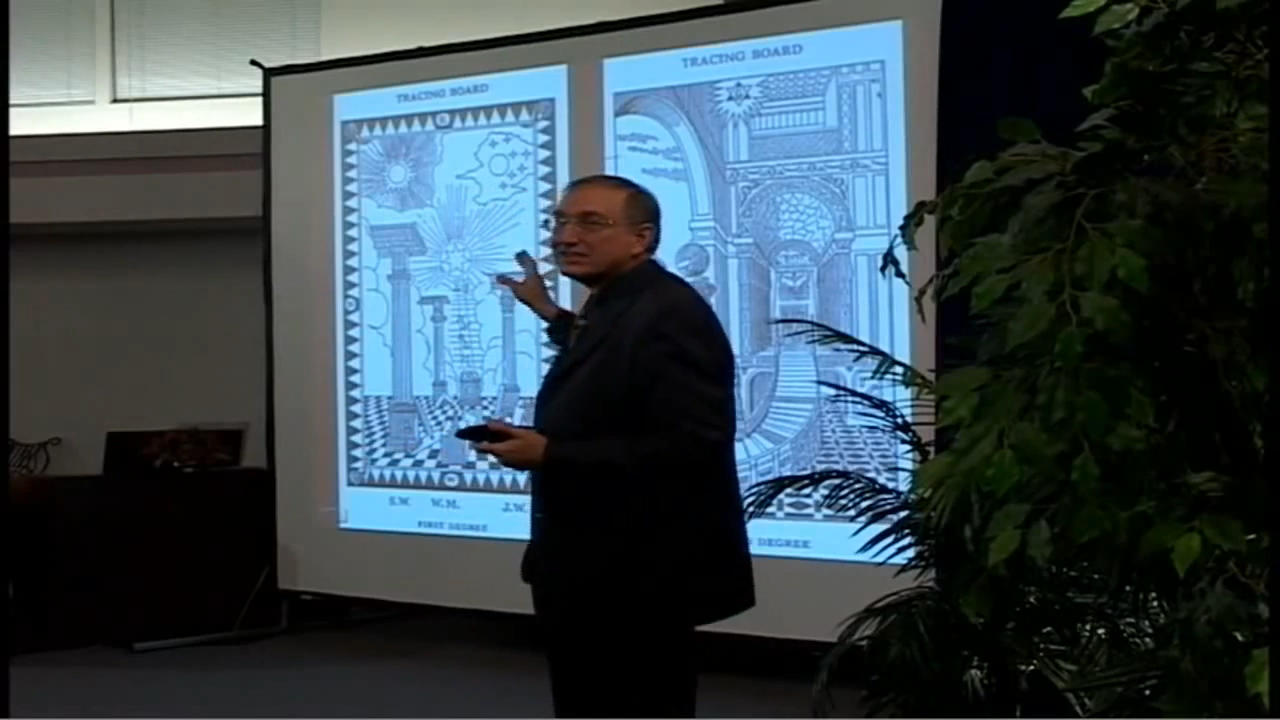 TRACING BOARD
S.W. W.M. J.W.
FIRST DEGREE
TRACING BOARD
DEGREE